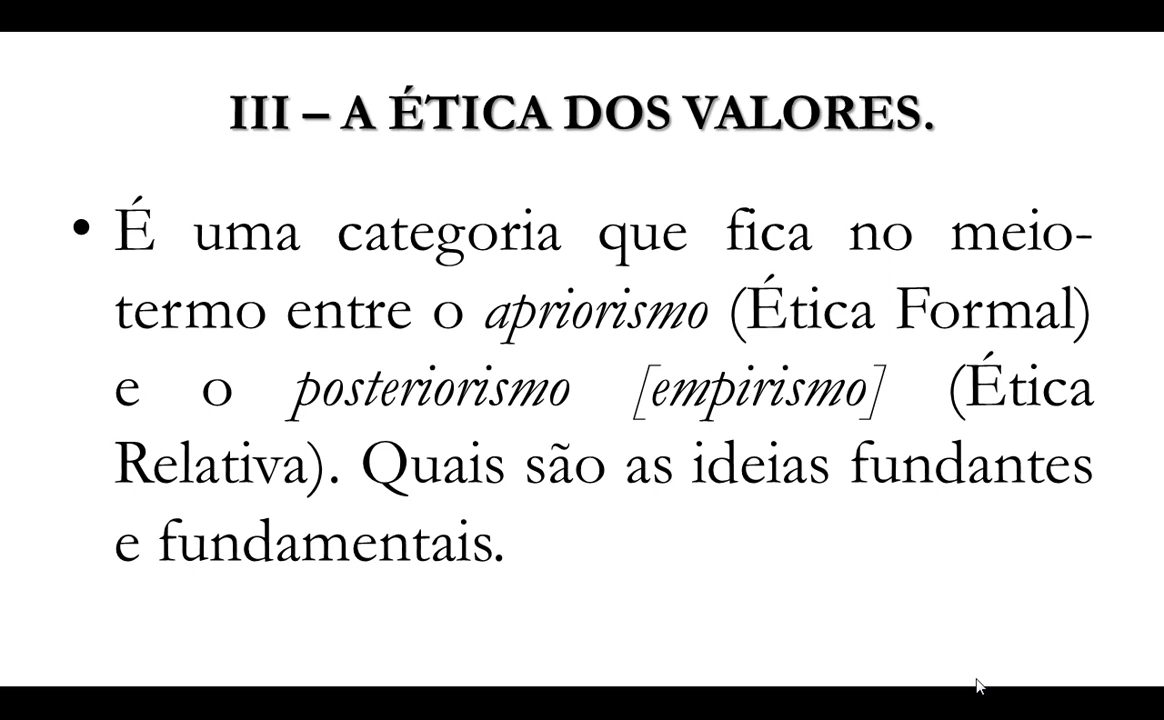 III – A ÉTICA DOS VALORES.
• É uma categoria que fica no meio-
termo entre o apriorismo (Ética Formal)
e o posteriorismo [empirismo] (Ética
Relativa). Quais são as ideias fundantes
e fundamentais.